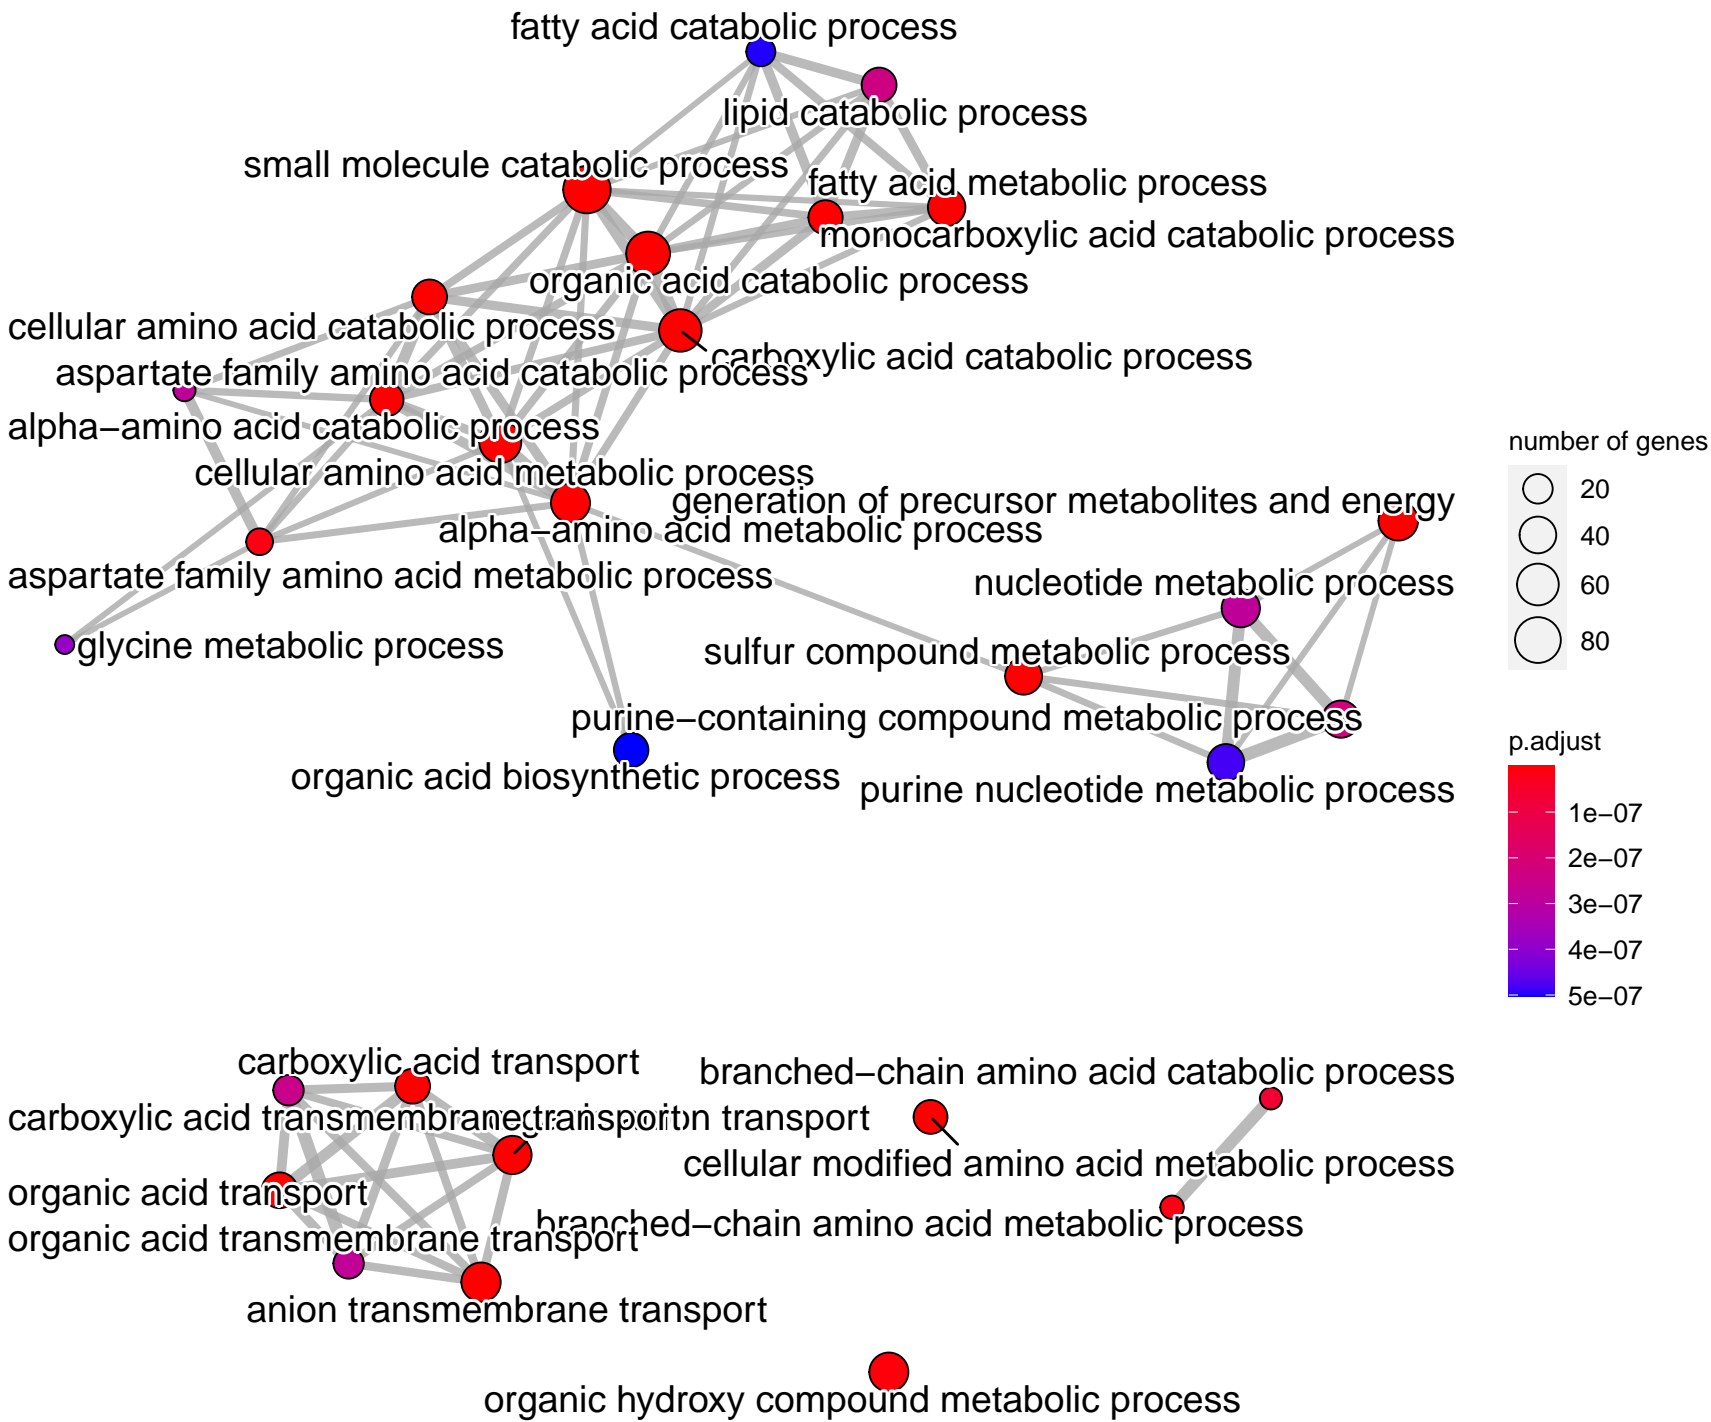 fatty acid catabolic process
lipid catabolic process
small molecule catabolic process
fatty acid metabolic process
monocarboxylic acid catabolic process
organic acid catabolic process
cellular amino acid catabolic process
carboxylic acid catabolic process
aspartate family amino acid catabolic process
alpha−amino acid catabolic process
cellular amino acid metabolic process
generation of precursor metabolites and energy
alpha−amino acid metabolic process
aspartate family amino acid metabolic process
nucleotide metabolic process
glycine metabolic process
sulfur compound metabolic process
purine−containing compound metabolic process
organic acid biosynthetic process
purine nucleotide metabolic process
number of genes
20
40
60
80
p.adjust
1e−07
2e−07
3e−07
4e−07
5e−07
carboxylic acid transport
branched−chain amino acid catabolic process
carboxylic acid transmembrane transport
transport
cellular modified amino acid metabolic process
organic acid transport
branched−chain amino acid metabolic process
organic acid transmembrane transport
anion transmembrane transport
organic hydroxy compound metabolic process